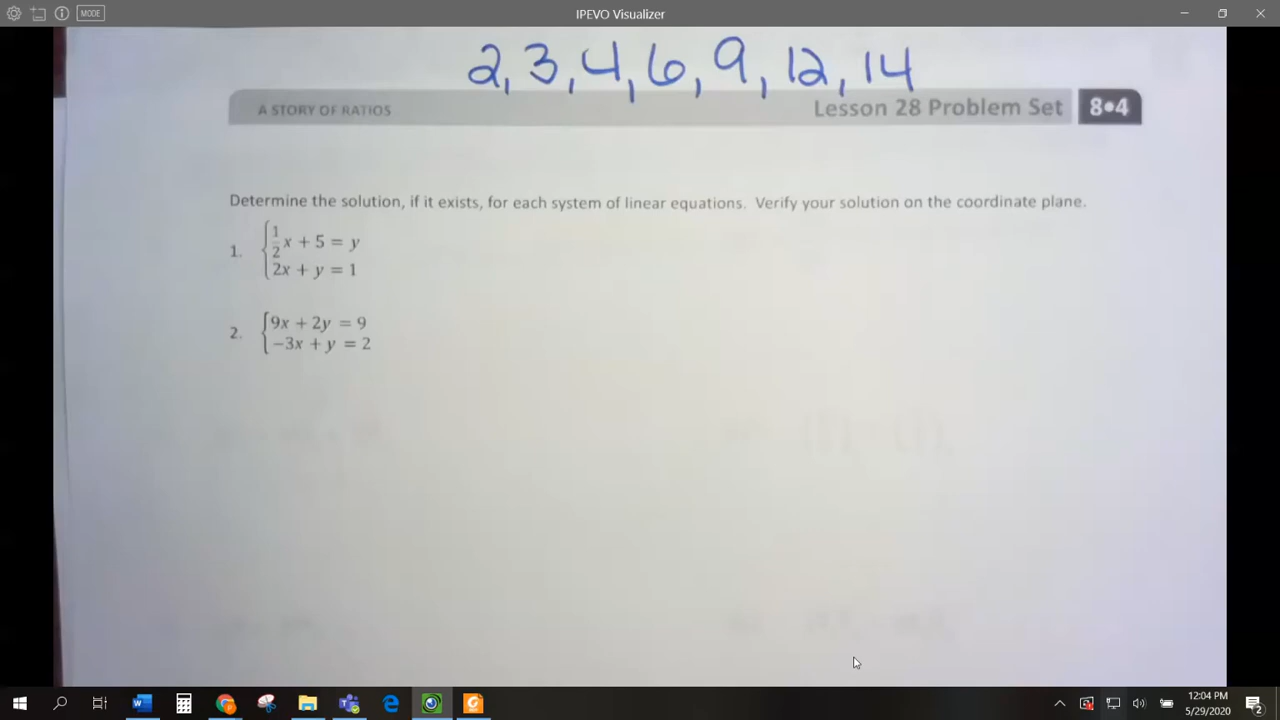 MODE
IPEVO Visualizer
2, 3, 4, 6, 9, 12, 14
A STORY OF RATIOS
Lesson 28 Problem Set 8•4
Determine the solution, if it exists, for each system of linear equations. Verify your solution on the coordinate plane.
1. { 1/2 x + 5 = y
2x + y = 1
2. { 9x + 2y = 9
−3x + y = 2
12:04 PM
5/29/2020
2